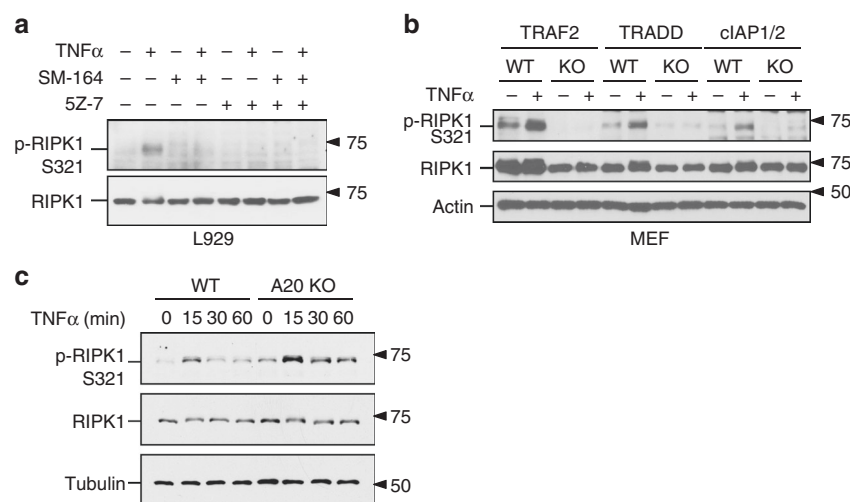 a
TNFα – + – + – + – +
SM-164 – – + + – – + +
5Z-7 – – – – + + + +
p-RIPK1
S321
75
RIPK1
75
L929
b
TRAF2 TRADD cIAP1/2
WT KO WT KO WT KO
TNFα – + – + – + – + – + – +
p-RIPK1
S321
75
RIPK1
75
50
Actin
MEF
c
WT A20 KO
TNFα (min) 0 15 30 60 0 15 30 60
p-RIPK1
S321
75
RIPK1
75
Tubulin
50